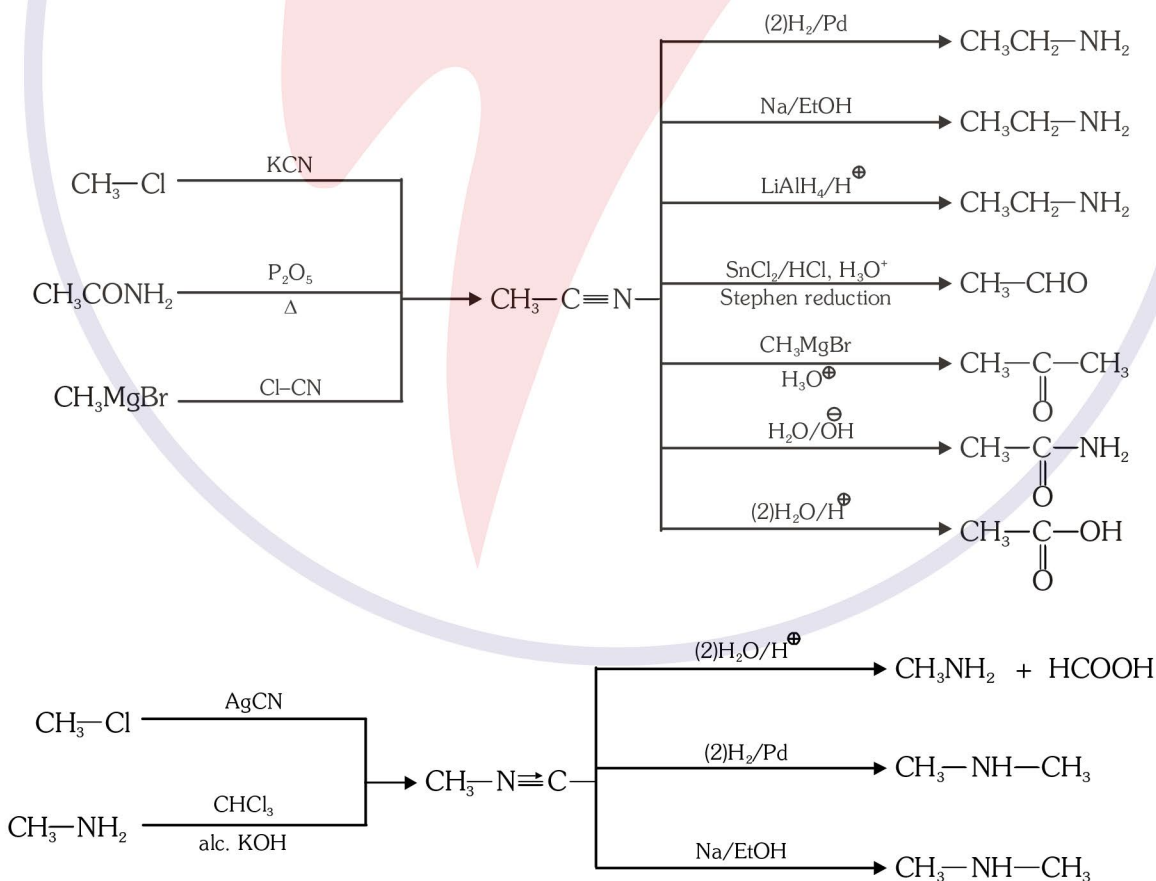 (2)H₂/Pd
CH₃CH₂—NH₂
Na/EtOH
CH₃CH₂—NH₂
CH₃—Cl
KCN
LiAlH₄/H⊕
CH₃CH₂—NH₂
CH₃CONH₂
P₂O₅
Δ
CH₃—C≡N
SnCl₂/HCl, H₃O⁺
Stephen reduction
CH₃—CHO
CH₃MgBr
Cl–CN
CH₃MgBr
H₃O⊕
CH₃—C—CH₃
O
H₂O/O⊖H
CH₃—C—NH₂
O
(2)H₂O/H⊕
CH₃—C—OH
O
(2)H₂O/H⊕
CH₃NH₂ + HCOOH
CH₃—Cl
AgCN
CH₃—N≡C
(2)H₂/Pd
CH₃—NH—CH₃
CH₃—NH₂
CHCl₃
alc. KOH
Na/EtOH
CH₃—NH—CH₃